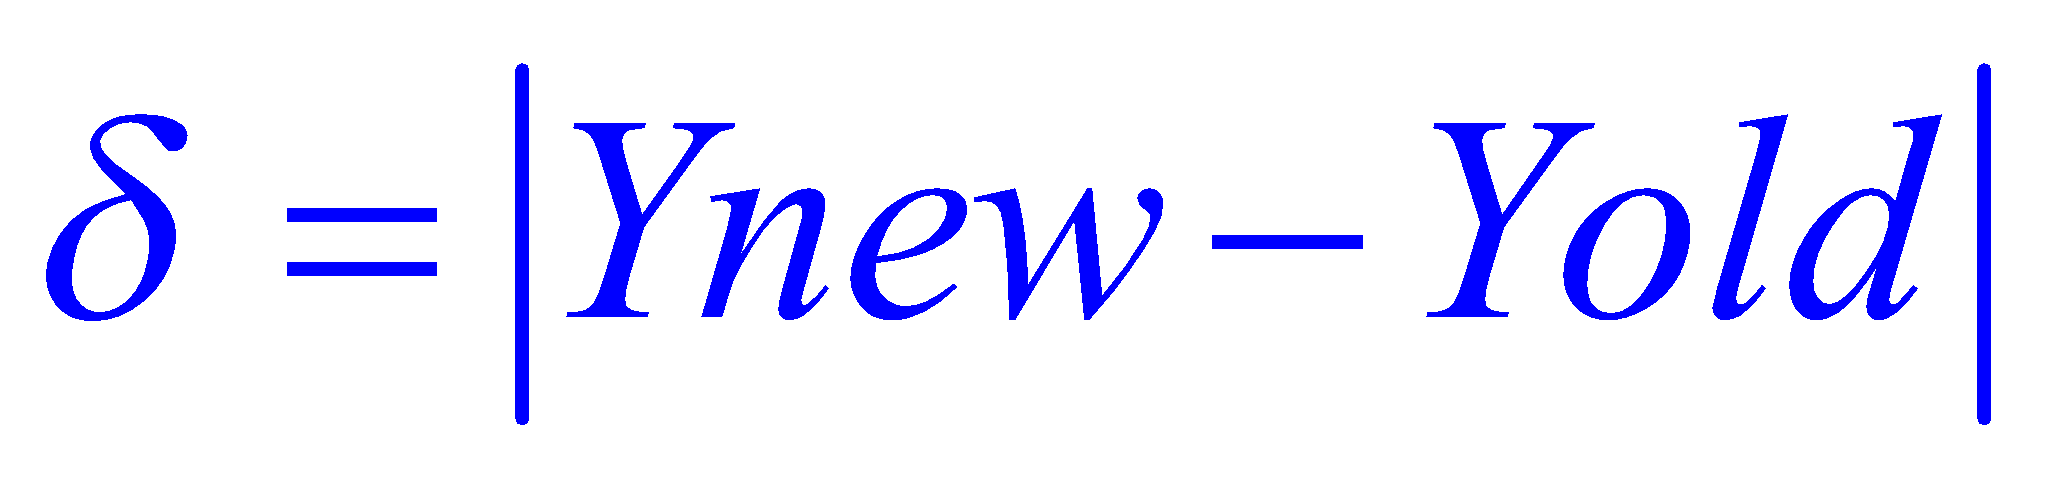 δ = |Ynew − Yold|